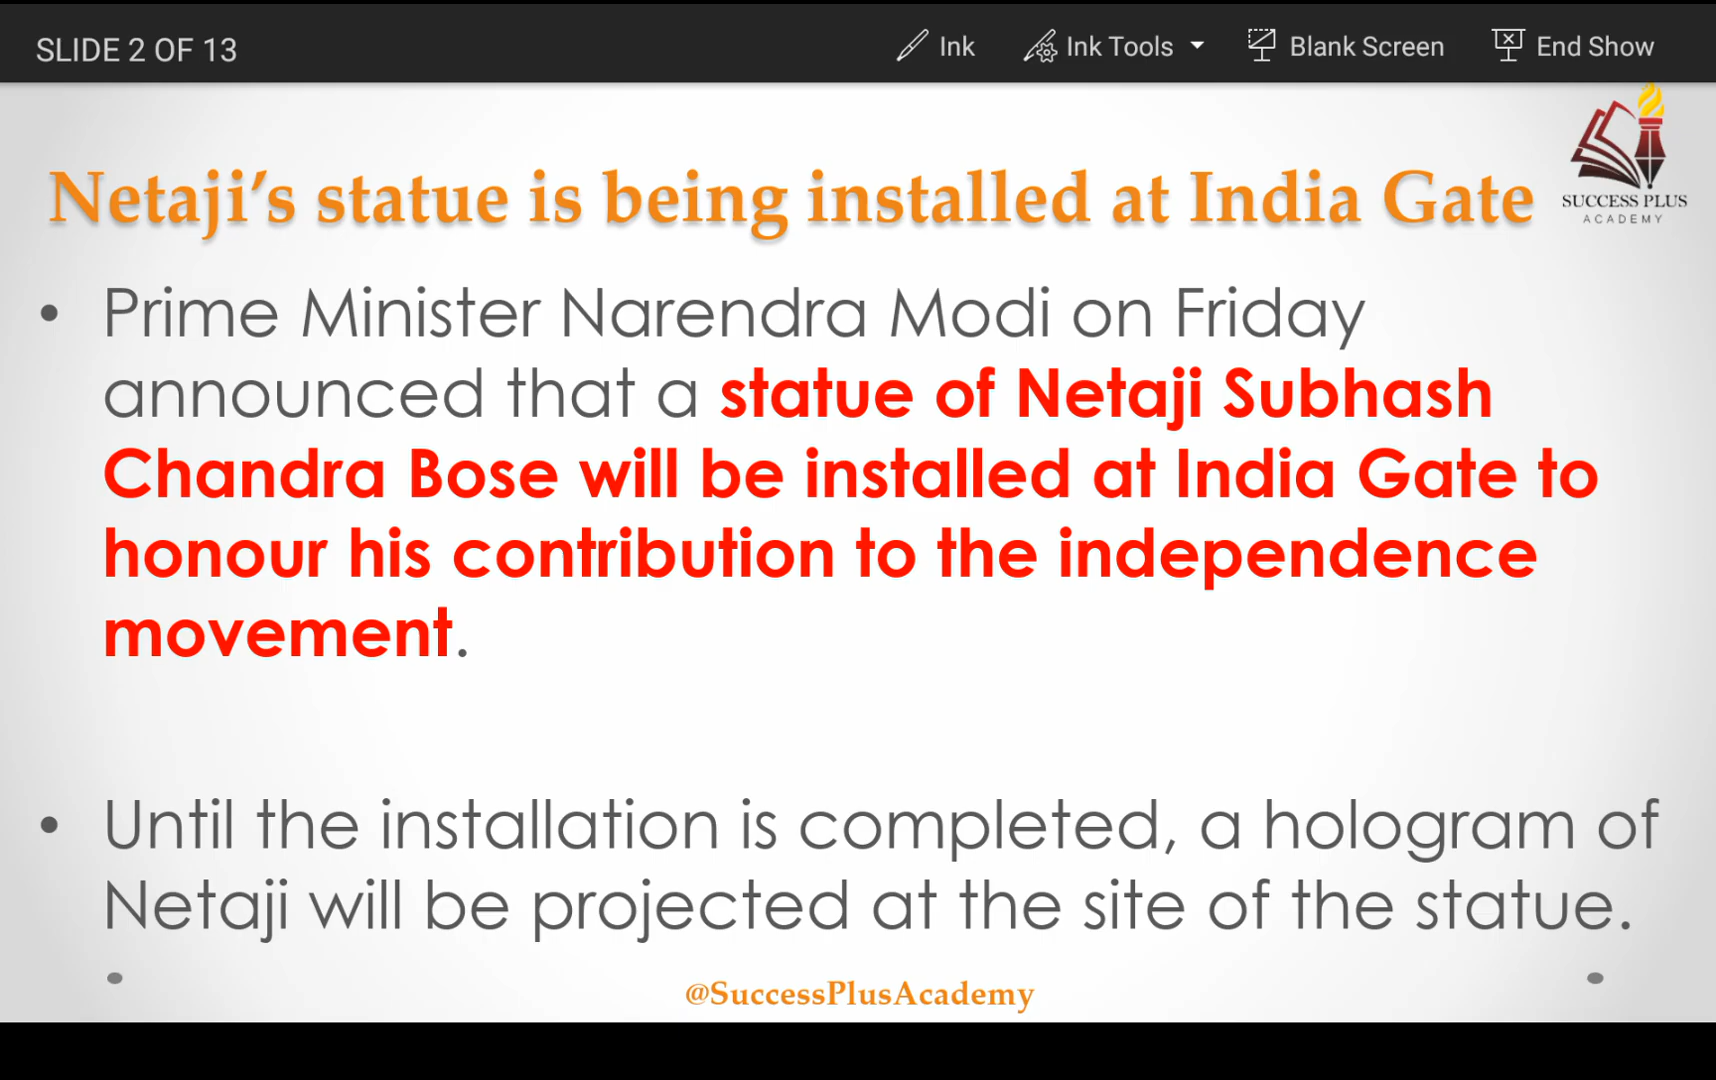 SLIDE 2 OF 13
Ink
Ink Tools
Blank Screen
End Show
SUCCESS PLUS
ACADEMY
Netaji’s statue is being installed at India Gate
• Prime Minister Narendra Modi on Friday
announced that a statue of Netaji Subhash
Chandra Bose will be installed at India Gate to
honour his contribution to the independence
movement.
• Until the installation is completed, a hologram of
Netaji will be projected at the site of the statue.
@SuccessPlusAcademy